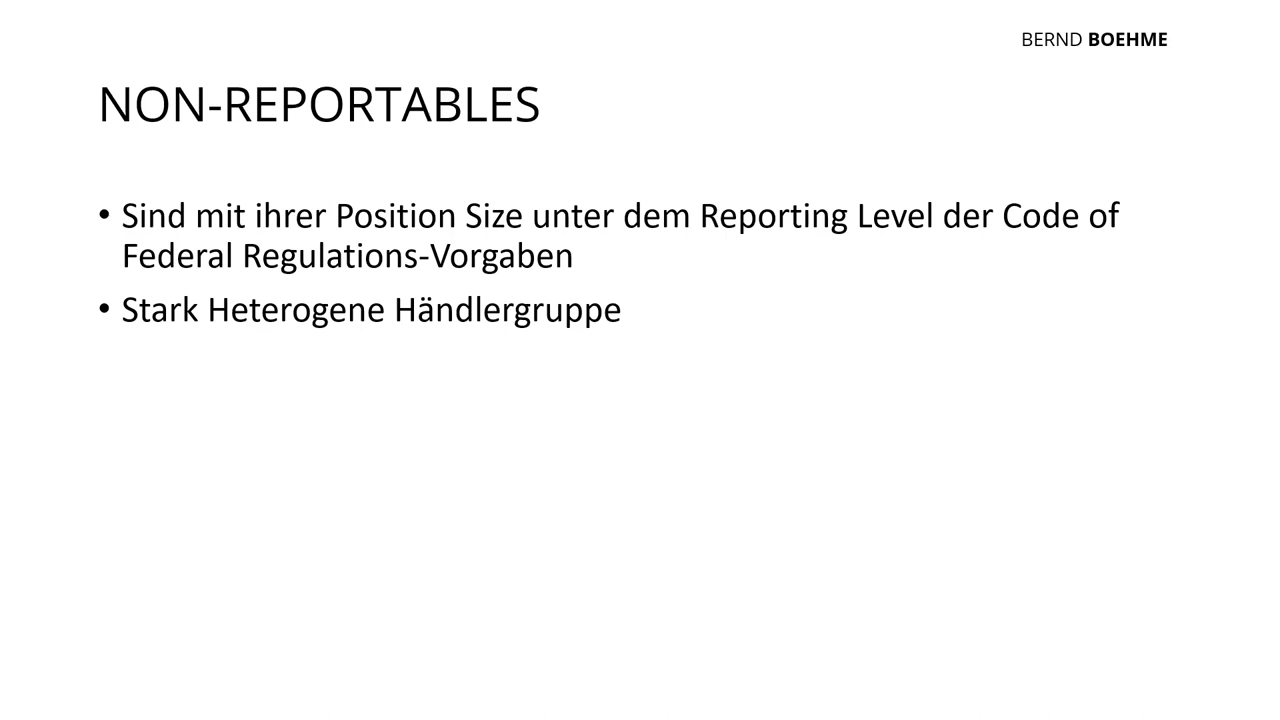 BERND BOEHME
NON-REPORTABLES
• Sind mit ihrer Position Size unter dem Reporting Level der Code of
Federal Regulations-Vorgaben
• Stark Heterogene Händlergruppe